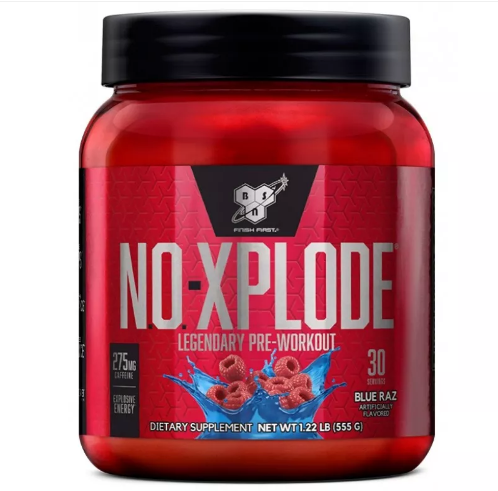 BSN
FINISH FIRST.
N.O.-XPLODE®
LEGENDARY PRE-WORKOUT
275MG
CAFFEINE
EXPLOSIVE
ENERGY
30
SERVINGS
BLUE RAZ
ARTIFICIALLY
FLAVORED
DIETARY SUPPLEMENT NET WT 1.22 LB (555 G)